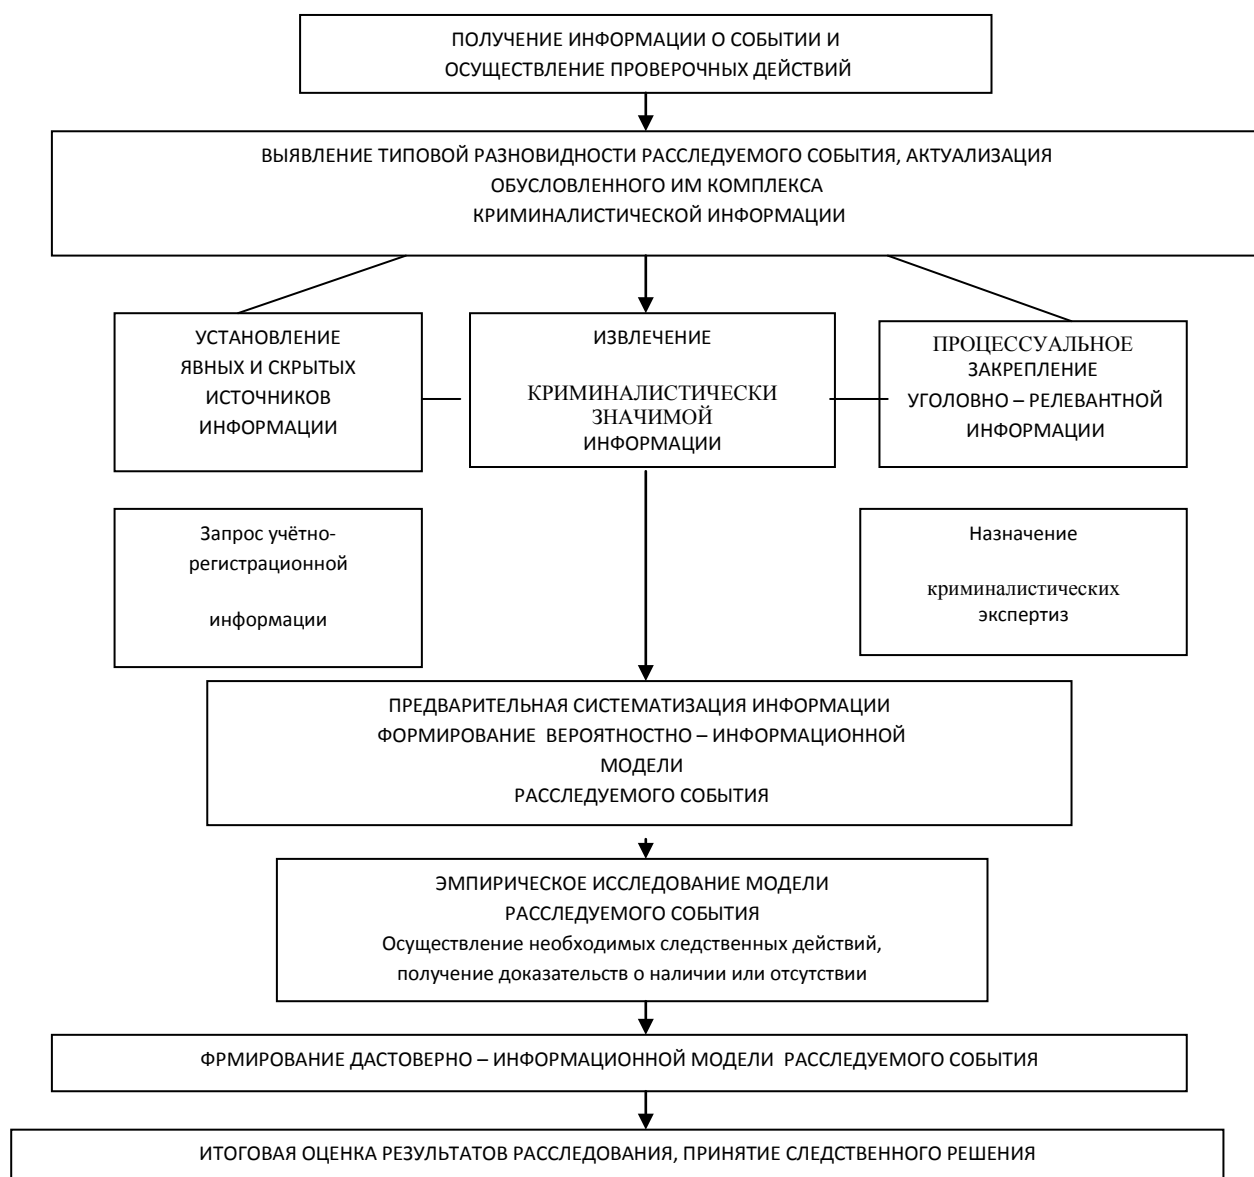 ПОЛУЧЕНИЕ ИНФОРМАЦИИ О СОБЫТИИ И
ОСУЩЕСТВЛЕНИЕ ПРОВЕРОЧНЫХ ДЕЙСТВИЙ
ВЫЯВЛЕНИЕ ТИПОВОЙ РАЗНОВИДНОСТИ РАССЛЕДУЕМОГО СОБЫТИЯ, АКТУАЛИЗАЦИЯ
ОБУСЛОВЛЕННОГО ИМ КОМПЛЕКСА
КРИМИНАЛИСТИЧЕСКОЙ ИНФОРМАЦИИ
УСТАНОВЛЕНИЕ
ЯВНЫХ И СКРЫТЫХ
ИСТОЧНИКОВ
ИНФОРМАЦИИ
ИЗВЛЕЧЕНИЕ
КРИМИНАЛИСТИЧЕСКИ
ЗНАЧИМОЙ
ИНФОРМАЦИИ
ПРОЦЕССУАЛЬНОЕ
ЗАКРЕПЛЕНИЕ
УГОЛОВНО – РЕЛЕВАНТНОЙ
ИНФОРМАЦИИ
Запрос учётно-
регистрационной
информации
Назначение
криминалистических
экспертиз
ПРЕДВАРИТЕЛЬНАЯ СИСТЕМАТИЗАЦИЯ ИНФОРМАЦИИ
ФОРМИРОВАНИЕ ВЕРОЯТНОСТНО – ИНФОРМАЦИОННОЙ
МОДЕЛИ
РАССЛЕДУЕМОГО СОБЫТИЯ
ЭМПИРИЧЕСКОЕ ИССЛЕДОВАНИЕ МОДЕЛИ
РАССЛЕДУЕМОГО СОБЫТИЯ
Осуществление необходимых следственных действий,
получение доказательств о наличии или отсутствии
ФРМИРОВАНИЕ ДАСТОВЕРНО – ИНФОРМАЦИОННОЙ МОДЕЛИ РАССЛЕДУЕМОГО СОБЫТИЯ
ИТОГОВАЯ ОЦЕНКА РЕЗУЛЬТАТОВ РАССЛЕДОВАНИЯ, ПРИНЯТИЕ СЛЕДСТВЕННОГО РЕШЕНИЯ